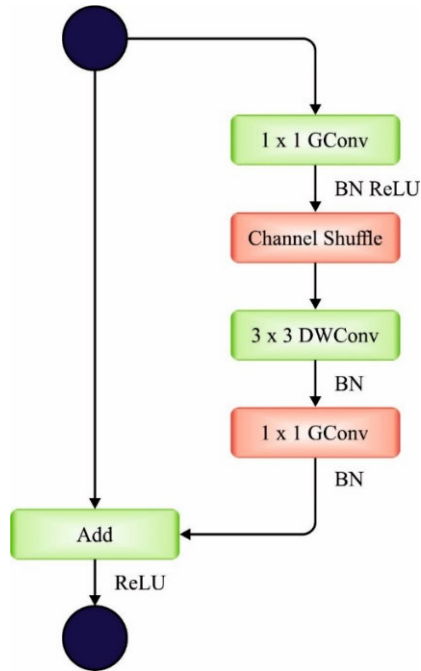 1 x 1 GConv
BN ReLU
Channel Shuffle
3 x 3 DWConv
BN
1 x 1 GConv
BN
Add
ReLU